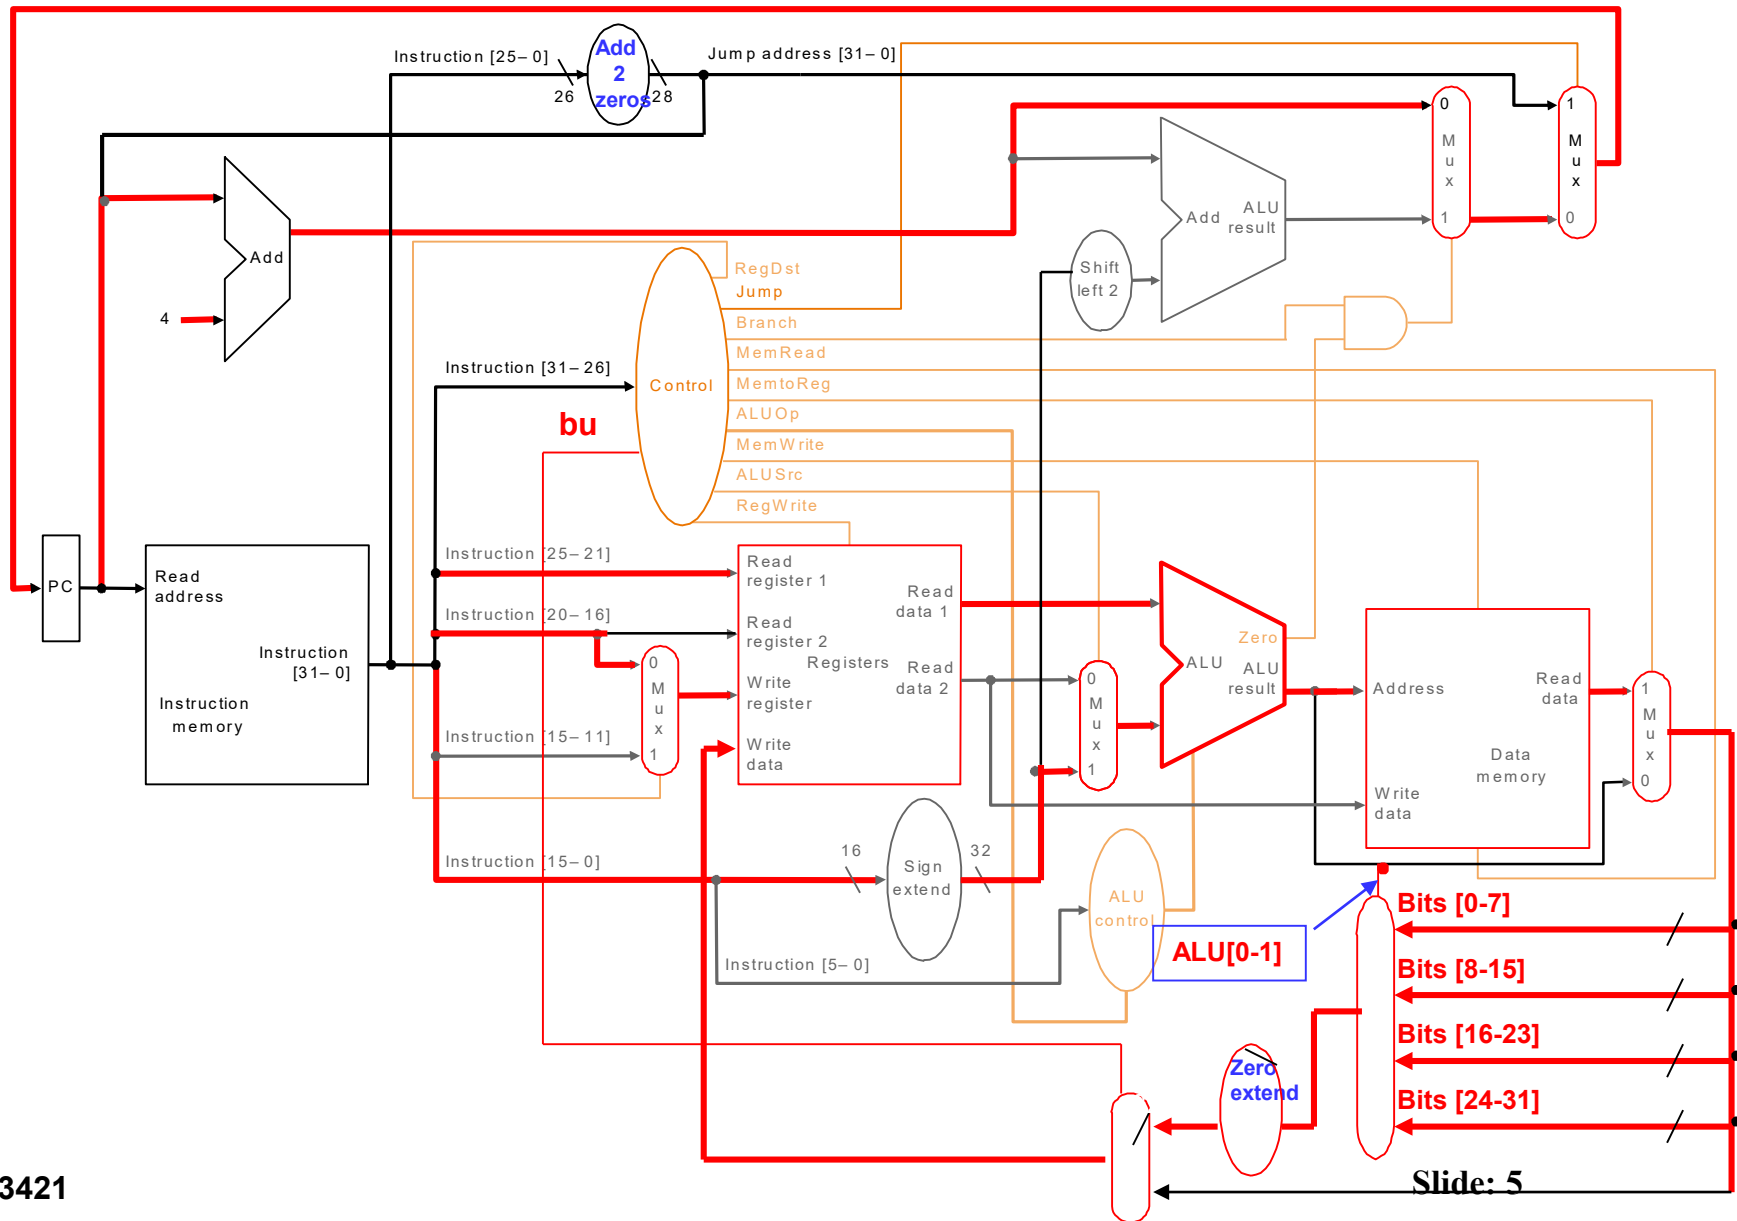 Instruction [25–0]
26
Add
2
zeros
28
Jump address [31–0]
0
M
u
x
1
1
M
u
x
0
Add
4
Add
ALU
result
Shift
left 2
RegDst
Jump
Branch
MemRead
MemtoReg
ALUOp
MemWrite
ALUSrc
RegWrite
Control
Instruction [31–26]
bu
PC
Read
address
Instruction
[31–0]
Instruction
memory
Instruction [25–21]
Instruction [20–16]
Instruction [15–11]
Instruction [15–0]
Instruction [5–0]
0
M
u
x
1
Read
register 1
Read
register 2
Registers
Write
register
Write
data
Read
data 1
Read
data 2
0
M
u
x
1
Zero
ALU
ALU
result
Address
Read
data
Data
memory
Write
data
1
M
u
x
0
16
Sign
extend
32
ALU
control
ALU[0-1]
Bits [0-7]
Bits [8-15]
Bits [16-23]
Bits [24-31]
Zero
extend
3421
Slide: 5